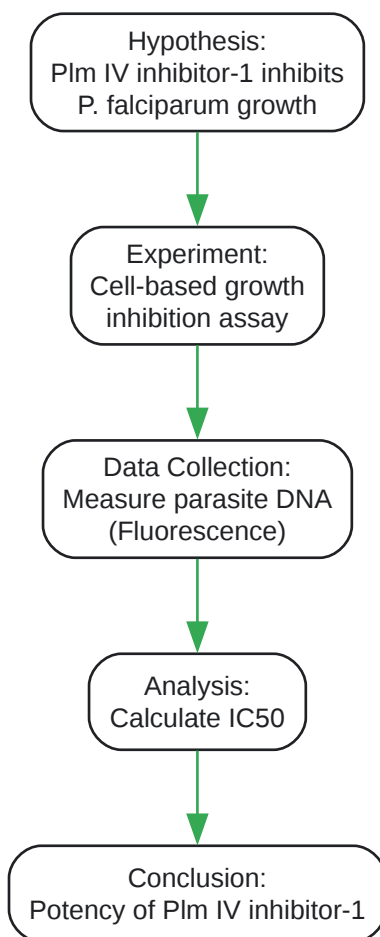 Hypothesis:
Plm IV inhibitor-1 inhibits
P. falciparum growth
Experiment:
Cell-based growth
inhibition assay
Data Collection:
Measure parasite DNA
(Fluorescence)
Analysis:
Calculate IC50
Conclusion:
Potency of Plm IV inhibitor-1